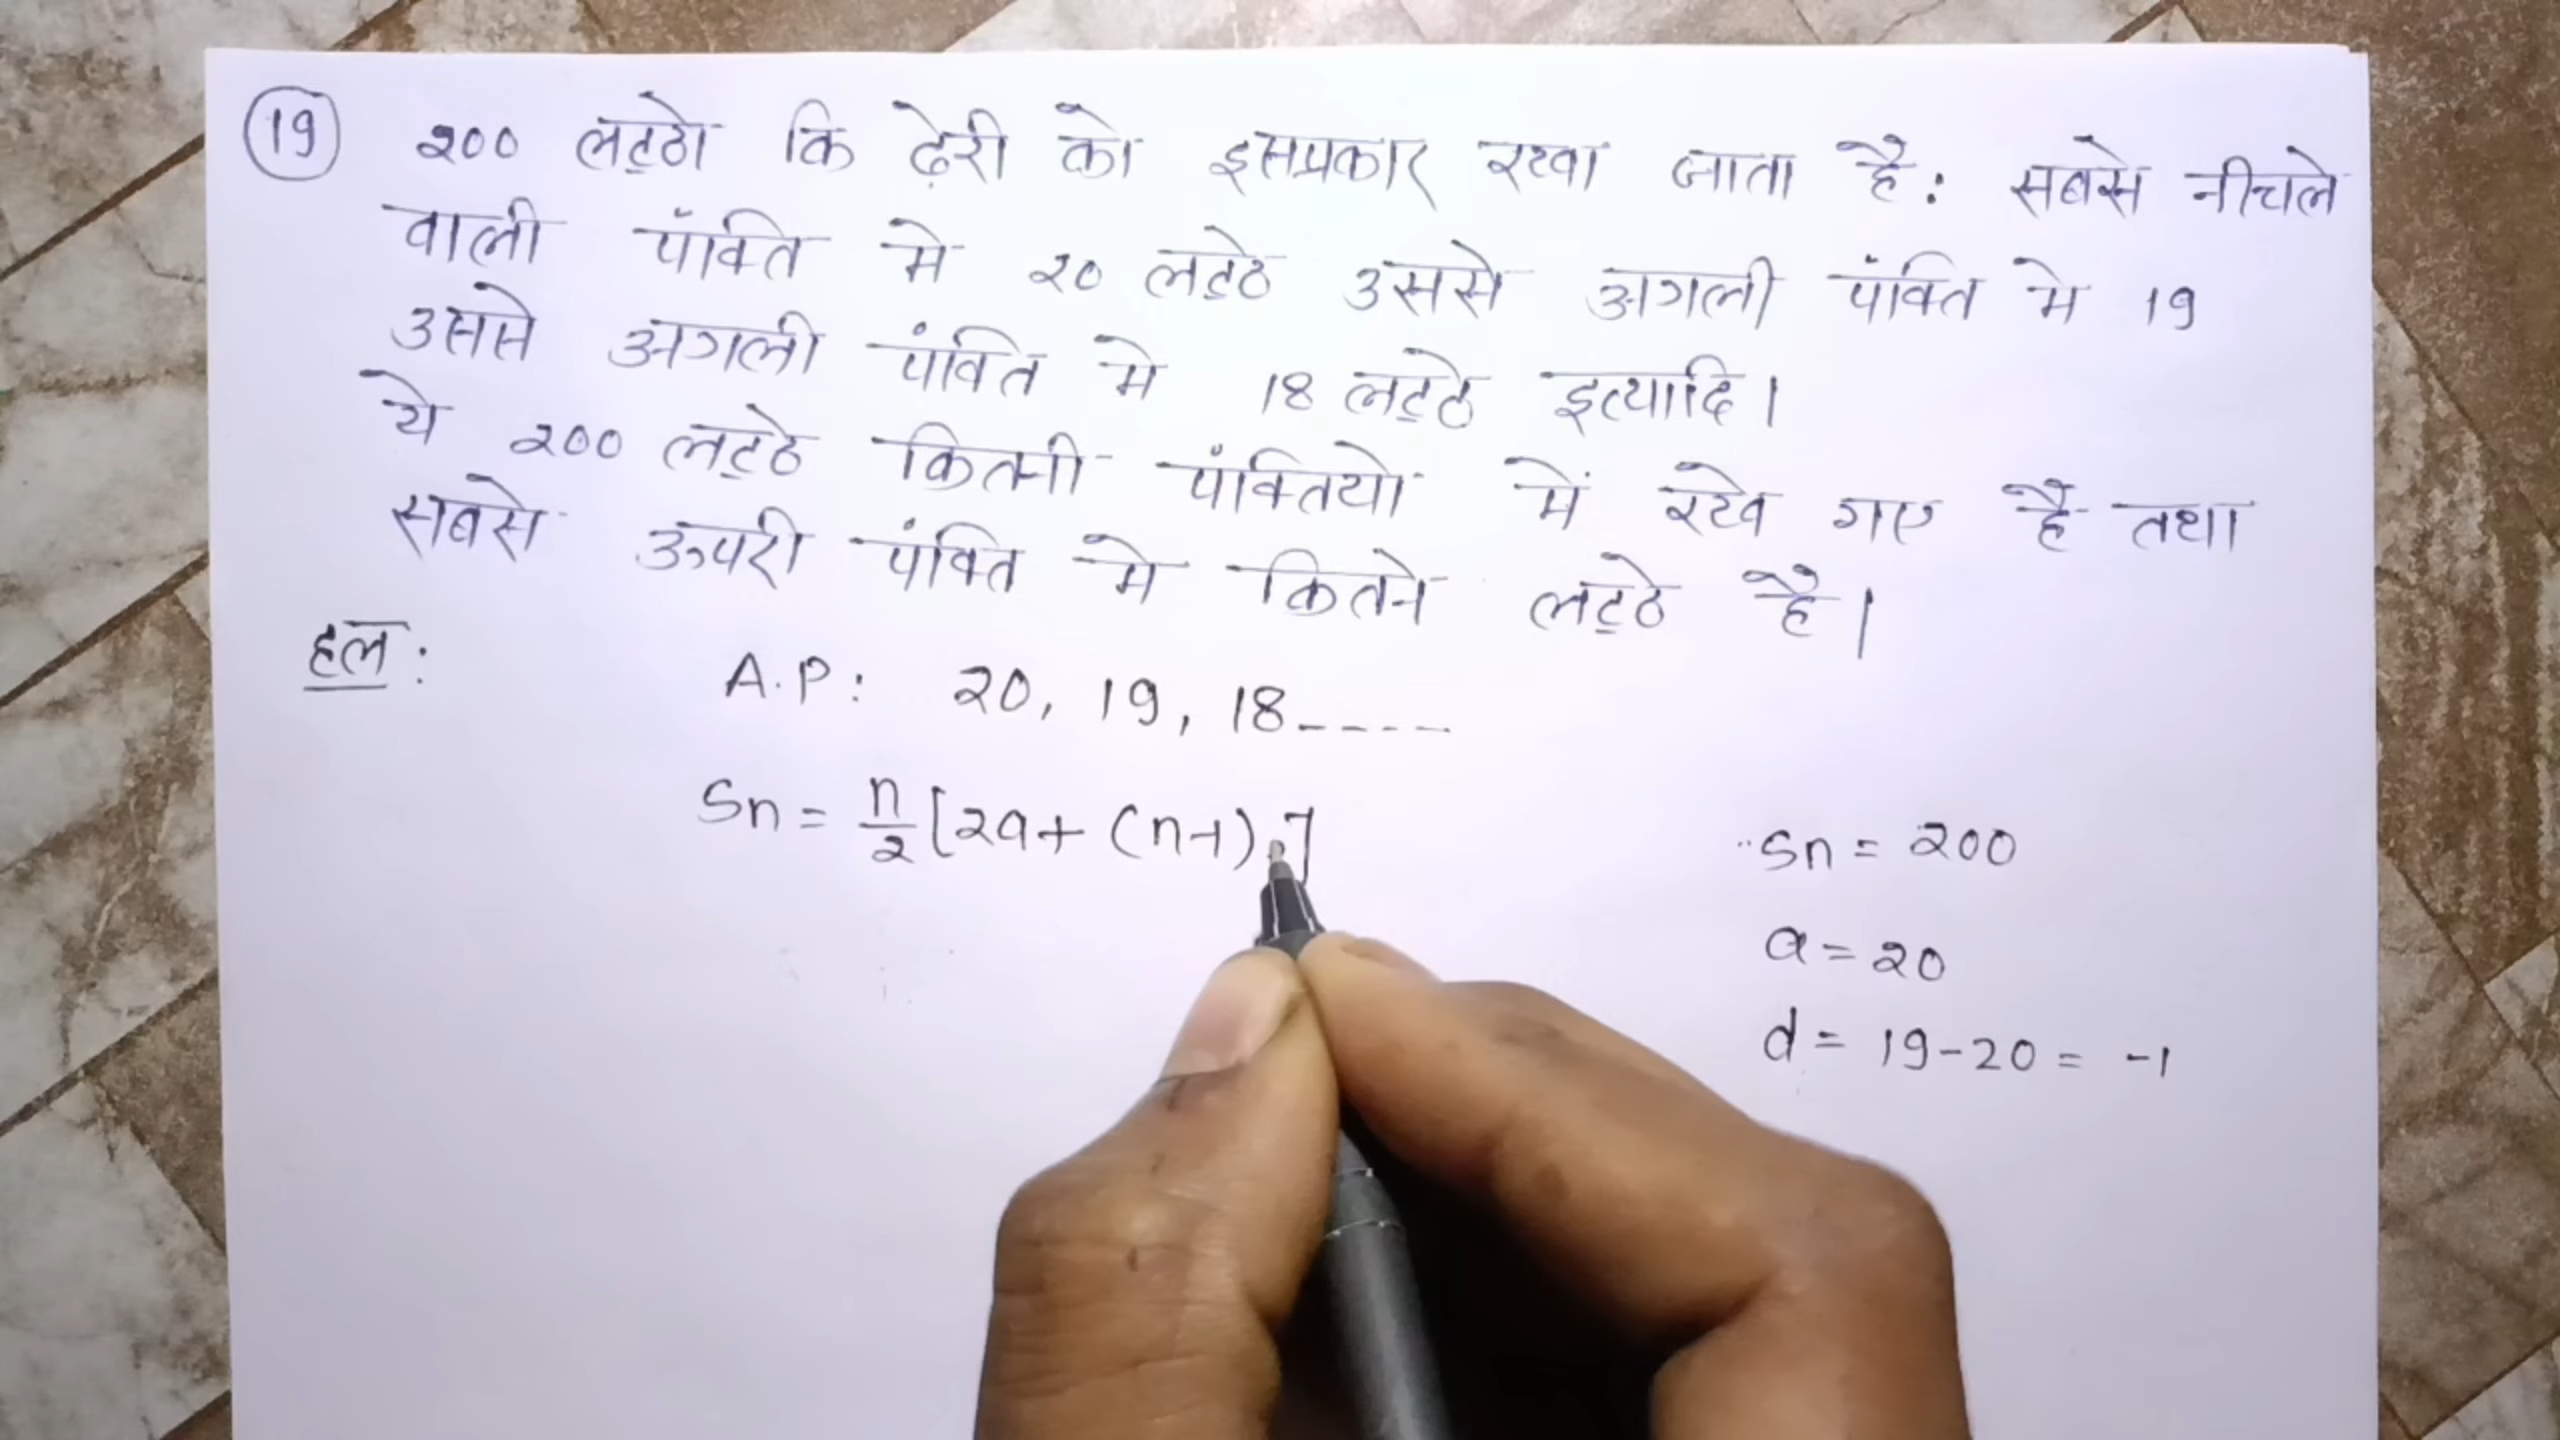 19 200 लट्ठो कि ढ़ेरी को इसप्रकार रखा जाता है: सबसे नीचले
वाली पंक्ति मे 20 लट्ठे उससे अगली पंक्ति मे 19
उससे अगली पंक्ति मे 18 लट्ठे इत्यादि।
ये 200 लट्ठे कितनी पंक्तियो में रखे गए है तथा
सबसे ऊपरी पंक्ति मे कितने लट्ठे है।
हल: A.P: 20, 19, 18-----
Sn = n/2 [2a + (n-1) ]
Sn = 200
a = 20
d = 19-20 = -1